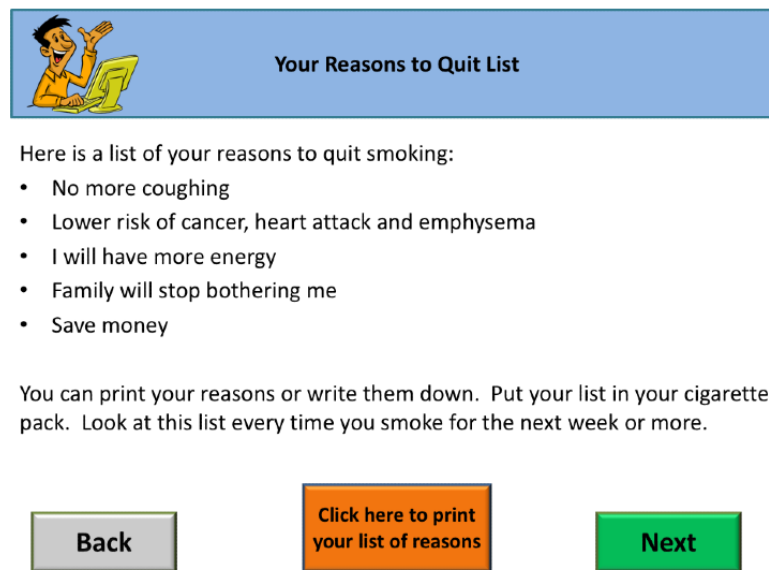 Your Reasons to Quit List
Here is a list of your reasons to quit smoking:
• No more coughing
• Lower risk of cancer, heart attack and emphysema
• I will have more energy
• Family will stop bothering me
• Save money
You can print your reasons or write them down.  Put your list in your cigarette
pack.  Look at this list every time you smoke for the next week or more.
Back
Click here to print
your list of reasons
Next